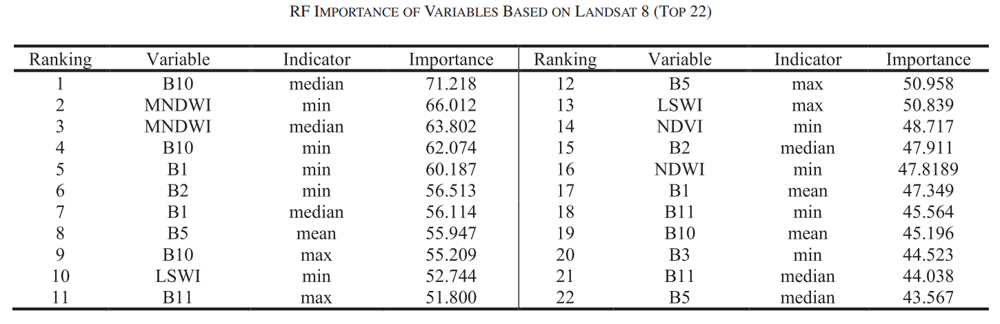 RF IMPORTANCE OF VARIABLES BASED ON LANDSAT 8 (TOP 22)
Ranking Variable Indicator Importance Ranking Variable Indicator Importance
1 B10 median 71.218 12 B5 max 50.958
2 MNDWI min 66.012 13 LSWI max 50.839
3 MNDWI median 63.802 14 NDVI min 48.717
4 B10 min 62.074 15 B2 median 47.911
5 B1 min 60.187 16 NDWI min 47.8189
6 B2 min 56.513 17 B1 mean 47.349
7 B1 median 56.114 18 B11 min 45.564
8 B5 mean 55.947 19 B10 mean 45.196
9 B10 max 55.209 20 B3 min 44.523
10 LSWI min 52.744 21 B11 median 44.038
11 B11 max 51.800 22 B5 median 43.567